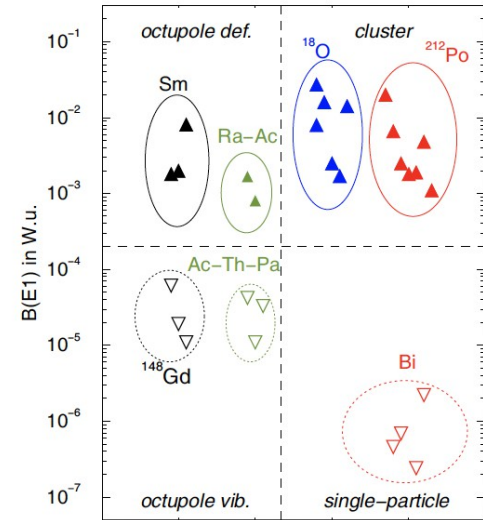 octupole def. cluster
¹⁸O ²¹²Po
Sm
Ra−Ac
Ac−Th−Pa
¹⁴⁸Gd
Bi
octupole vib. single−particle
B(E1) in W.u.
10⁻¹
10⁻²
10⁻³
10⁻⁴
10⁻⁵
10⁻⁶
10⁻⁷